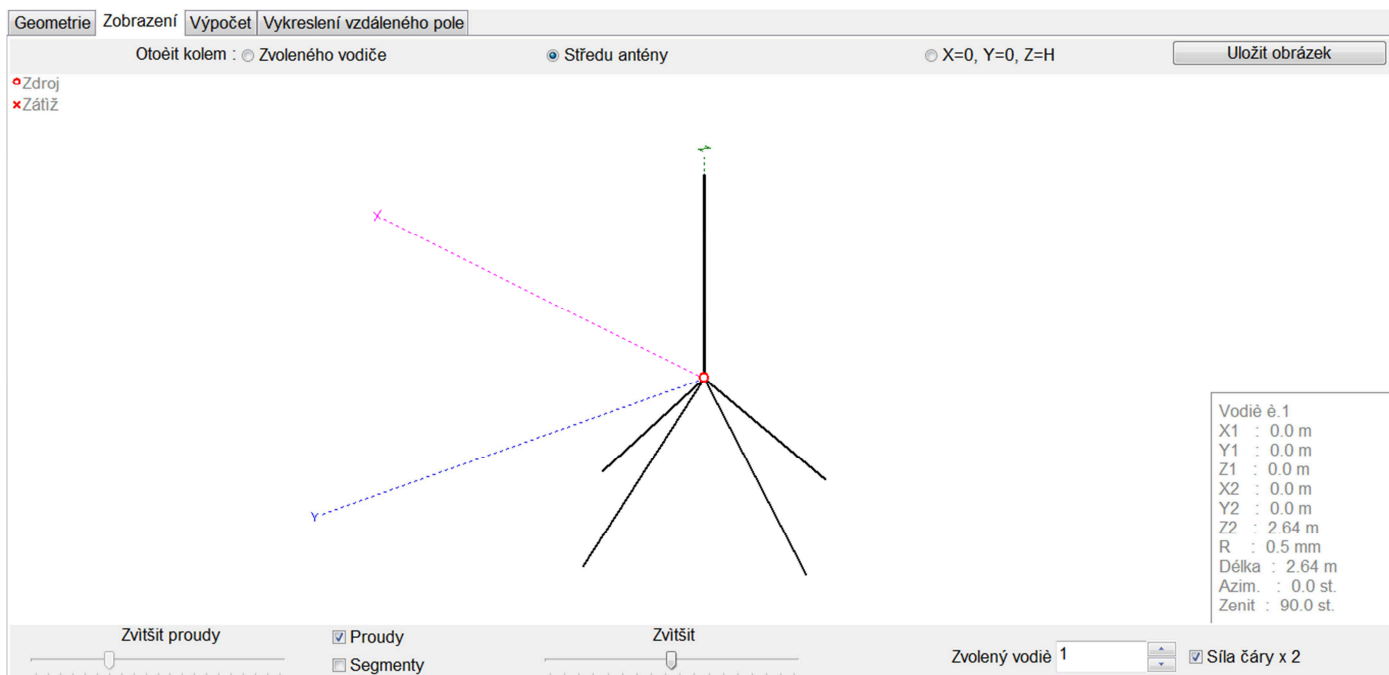 Geometrie Zobrazení Výpočet Vykreslení vzdáleného pole
Otoèit kolem : Zvoleného vodiče Středu antény X=0, Y=0, Z=H Uložit obrázek
Zdroj
Zátìž
X
Y
Vodiè è.1
X1 : 0.0 m
Y1 : 0.0 m
Z1 : 0.0 m
X2 : 0.0 m
Y2 : 0.0 m
Z2 : 2.64 m
R : 0.5 mm
Délka : 2.64 m
Azim. : 0.0 st.
Zenit : 90.0 st.
Zvìtšit proudy Proudy Zvìtšit
Segmenty Zvolený vodiè 1 Síla čáry x 2